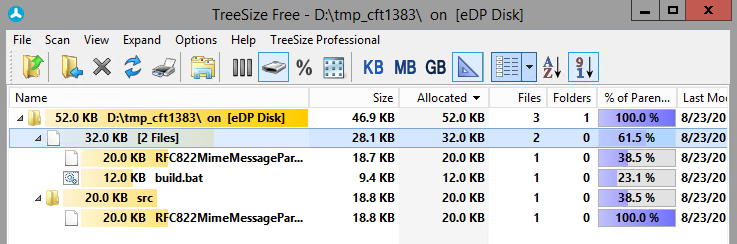 TreeSize Free - D:\tmp_cft1383\ on [eDP Disk]
File Scan View Expand Options Help TreeSize Professional
% KB MB GB A Z 9 1
Name Size Allocated Files Folders % of Paren... Last Mo
52.0 KB D:\tmp_cft1383\ on [eDP Disk] 46.9 KB 52.0 KB 3 1 100.0 % 8/23/20
32.0 KB [2 Files] 28.1 KB 32.0 KB 2 0 61.5 % 8/23/20
20.0 KB RFC822MimeMessagePar... 18.7 KB 20.0 KB 1 0 38.5 % 8/23/20
12.0 KB build.bat 9.4 KB 12.0 KB 1 0 23.1 % 8/23/20
20.0 KB src 18.8 KB 20.0 KB 1 0 38.5 % 8/23/20
20.0 KB RFC822MimeMessagePar... 18.8 KB 20.0 KB 1 0 100.0 % 8/23/20